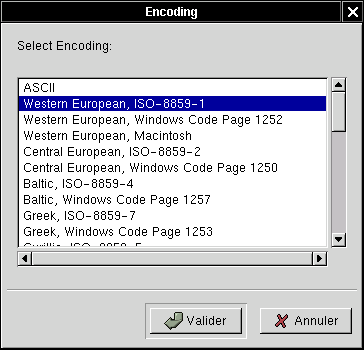 Encoding
Select Encoding:
ASCII
Western European, ISO-8859-1
Western European, Windows Code Page 1252
Western European, Macintosh
Central European, ISO-8859-2
Central European, Windows Code Page 1250
Baltic, ISO-8859-4
Baltic, Windows Code Page 1257
Greek, ISO-8859-7
Greek, Windows Code Page 1253
Valider
Annuler